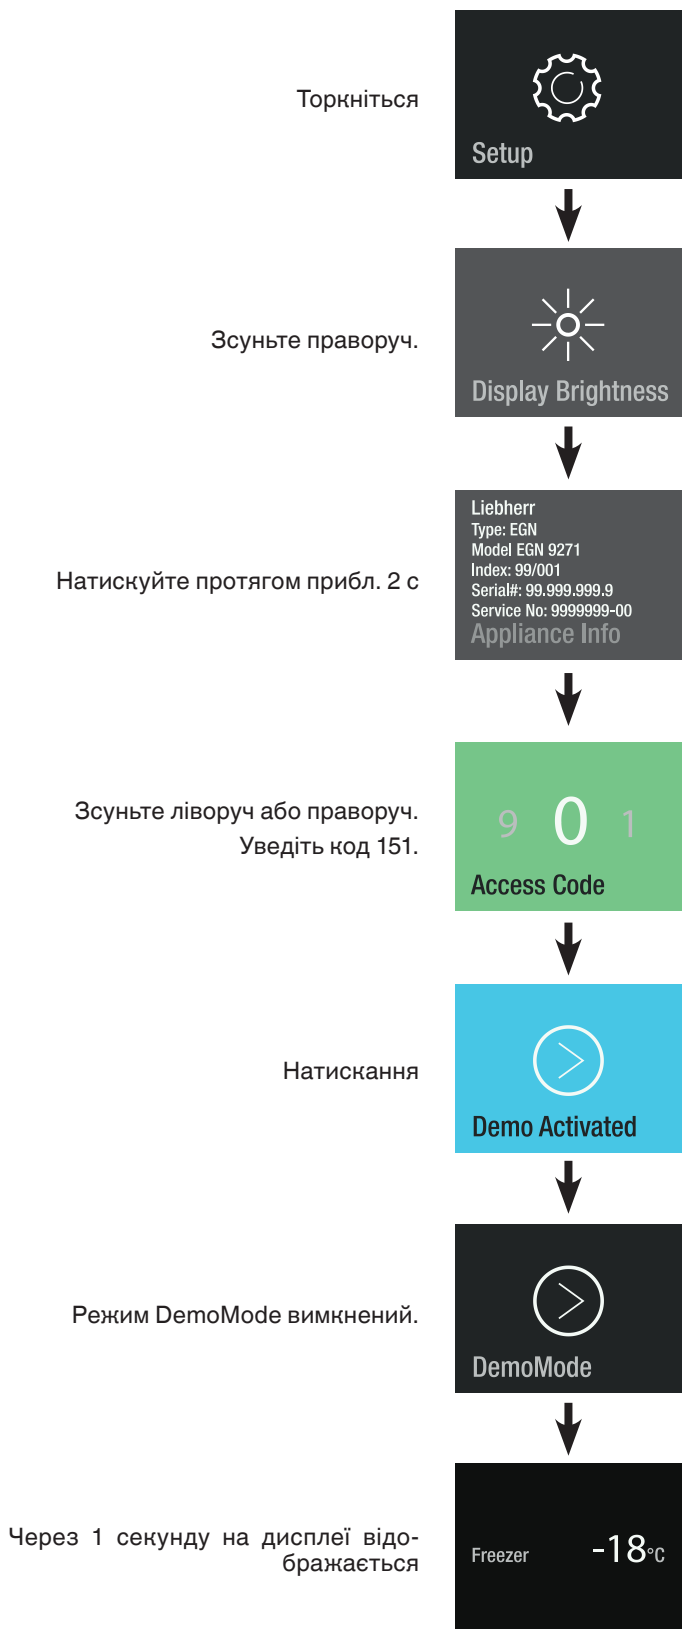 Торкніться
Setup
Зсуньте праворуч.
Display Brightness
Натискуйте протягом прибл. 2 с
Liebherr
Type: EGN
Model EGN 9271
Index: 99/001
Serial#: 99.999.999.9
Service No: 9999999-00
Appliance Info
Зсуньте ліворуч або праворуч.
Уведіть код 151.
9 0 1
Access Code
Натискання
Demo Activated
Режим DemoMode вимкнений.
DemoMode
Через 1 секунду на дисплеї відо-
бражається
Freezer -18°C